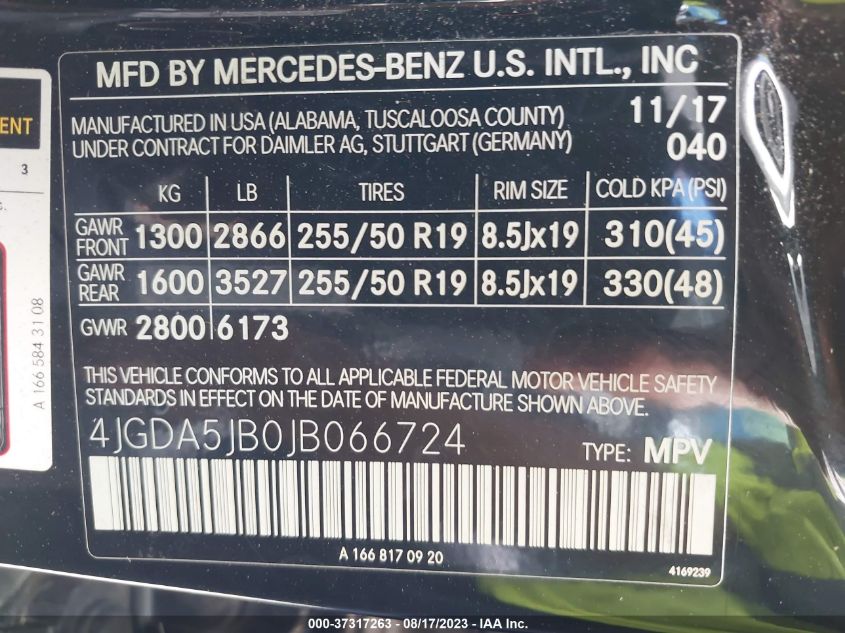 MFD BY MERCEDES-BENZ U.S. INTL., INC
MANUFACTURED IN USA (ALABAMA, TUSCALOOSA COUNTY) 11/17
UNDER CONTRACT FOR DAIMLER AG, STUTTGART (GERMANY) 040
KG LB TIRES RIM SIZE COLD KPA (PSI)
GAWR FRONT 1300 2866 255/50 R19 8.5Jx19 310(45)
GAWR REAR 1600 3527 255/50 R19 8.5Jx19 330(48)
GVWR 2800 6173
THIS VEHICLE CONFORMS TO ALL APPLICABLE FEDERAL MOTOR VEHICLE SAFETY
STANDARDS IN EFFECT ON THE DATE OF MANUFACTURE SHOWN ABOVE.
4JGDA5JB0JB066724 TYPE: MPV
A 166 817 09 20
4169239
3
A 166 584 31 08
000-37317263 - 08/17/2023 - IAA Inc.